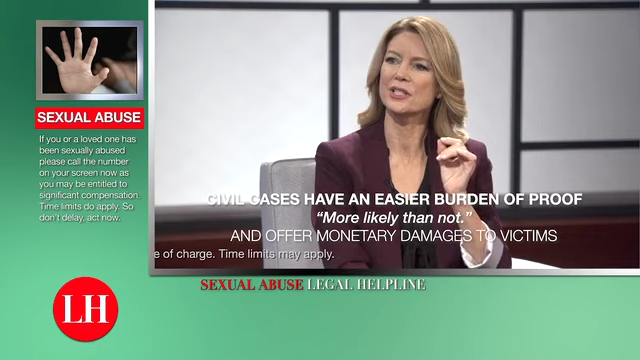 SEXUAL ABUSE
If you or a loved one has
been sexually abused
please call the number
on your screen now as
you may be entitled to
significant compensation.
Time limits do apply. So
don't delay, act now.
LH
CIVIL CASES HAVE AN EASIER BURDEN OF PROOF
“More likely than not.”
AND OFFER MONETARY DAMAGES TO VICTIMS
e of charge. Time limits may apply.
SEXUAL ABUSE LEGAL HELPLINE